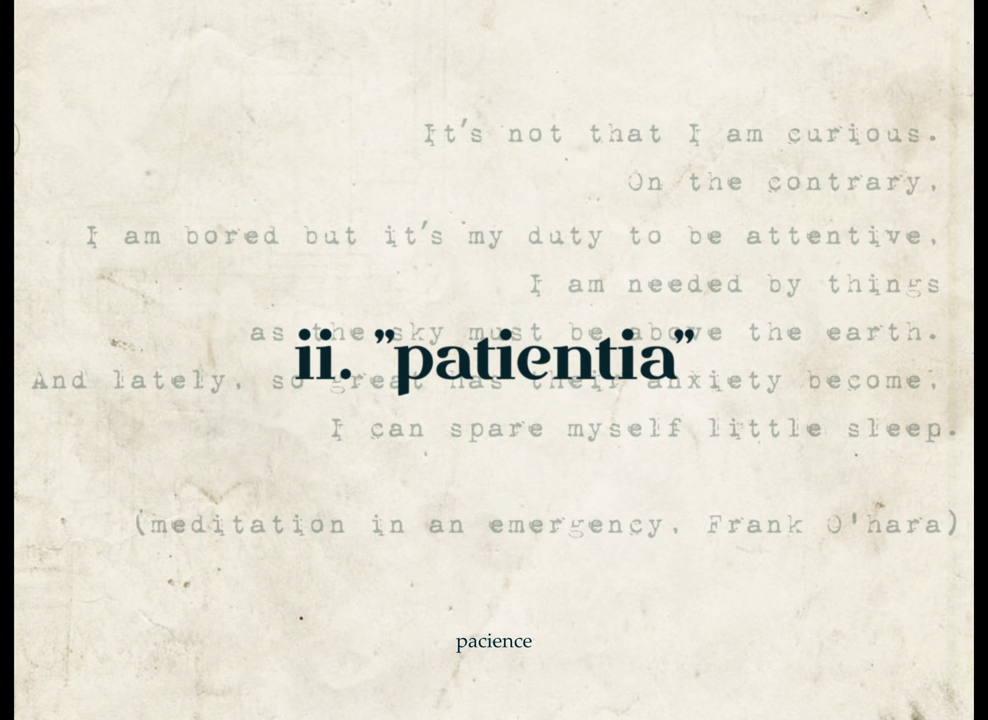 It's not that I am curious.
On the contrary,
I am bored but it's my duty to be attentive,
I am needed by things
as the sky must be above the earth.
ii. ”patientia”
And lately, so great has their anxiety become,
I can spare myself little sleep.
(meditation in an emergency, Frank O'hara)
pacience